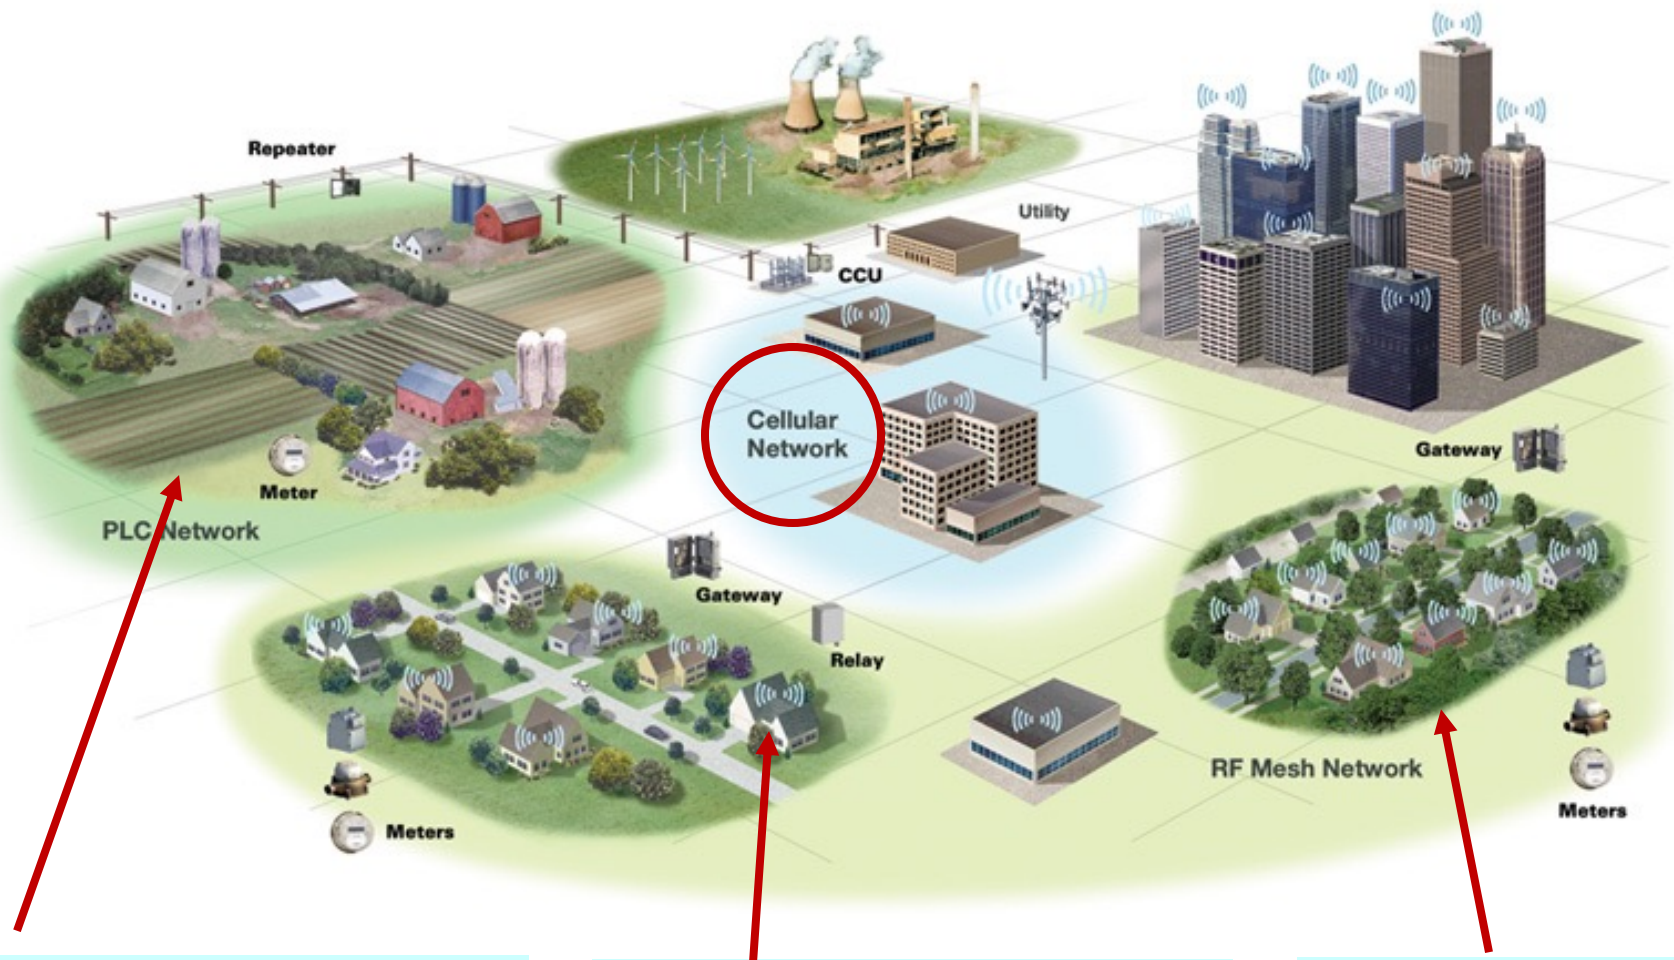 Repeater
Utility
CCU
Cellular
Network
Gateway
Meter
PLC Network
Gateway
Relay
RF Mesh Network
Meters
Meters